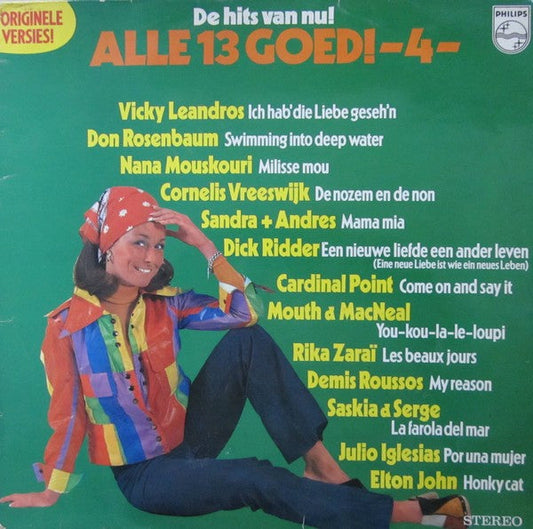 ORIGINELE
VERSIES!
De hits van nu!
PHILIPS
ALLE 13 GOED! -4-
Vicky Leandros Ich hab' die Liebe geseh'n
Don Rosenbaum Swimming into deep water
Nana Mouskouri Milisse mou
Cornelis Vreeswijk De nozem en de non
Sandra + Andres Mama mia
Dick Ridder Een nieuwe liefde een ander leven
(Eine neue Liebe ist wie ein neues Leben)
Cardinal Point Come on and say it
Mouth & MacNeal
You-kou-la-le-loupi
Rika Zaraï Les beaux jours
Demis Roussos My reason
Saskia & Serge
La farola del mar
Julio Iglesias Por una mujer
Elton John Honky cat
STEREO